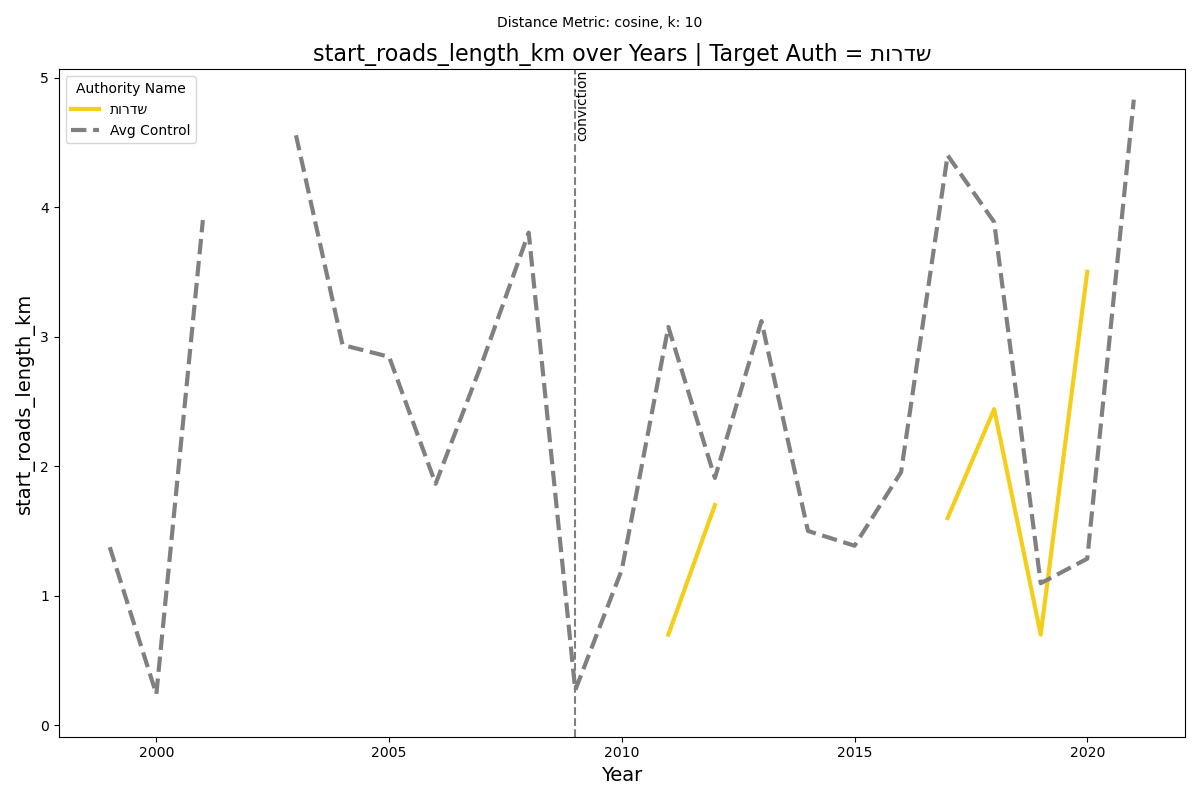 Distance Metric: cosine, k: 10
start_roads_length_km over Years | Target Auth = שדרות
Authority Name
שדרות
Avg Control
conviction
start_roads_length_km
5
4
3
2
1
0
2000
2005
2010
2015
2020
Year